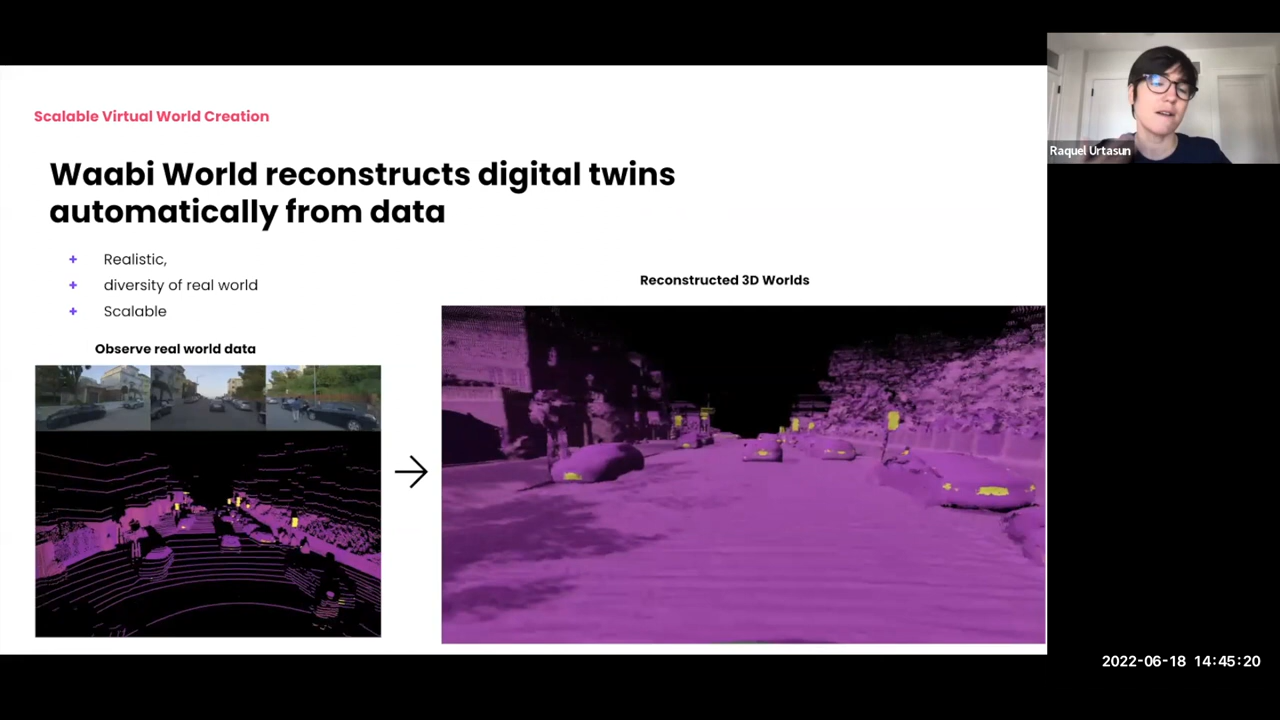 Scalable Virtual World Creation
Waabi World reconstructs digital twins
automatically from data
+ Realistic,
+ diversity of real world
+ Scalable
Observe real world data
Reconstructed 3D Worlds
Raquel Urtasun
2022-06-18 14:45:20